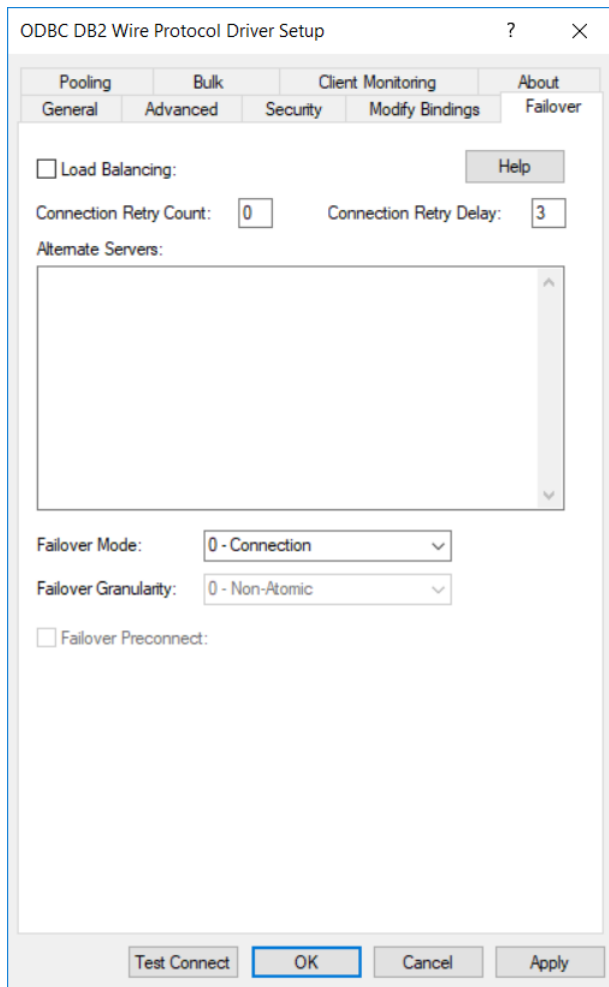 ODBC DB2 Wire Protocol Driver Setup ?
Pooling Bulk Client Monitoring About
General Advanced Security Modify Bindings Failover
Load Balancing: Help
Connection Retry Count: 0 Connection Retry Delay: 3
Alternate Servers:
Failover Mode: 0 - Connection
Failover Granularity: 0 - Non-Atomic
Failover Preconnect:
Test Connect OK Cancel Apply